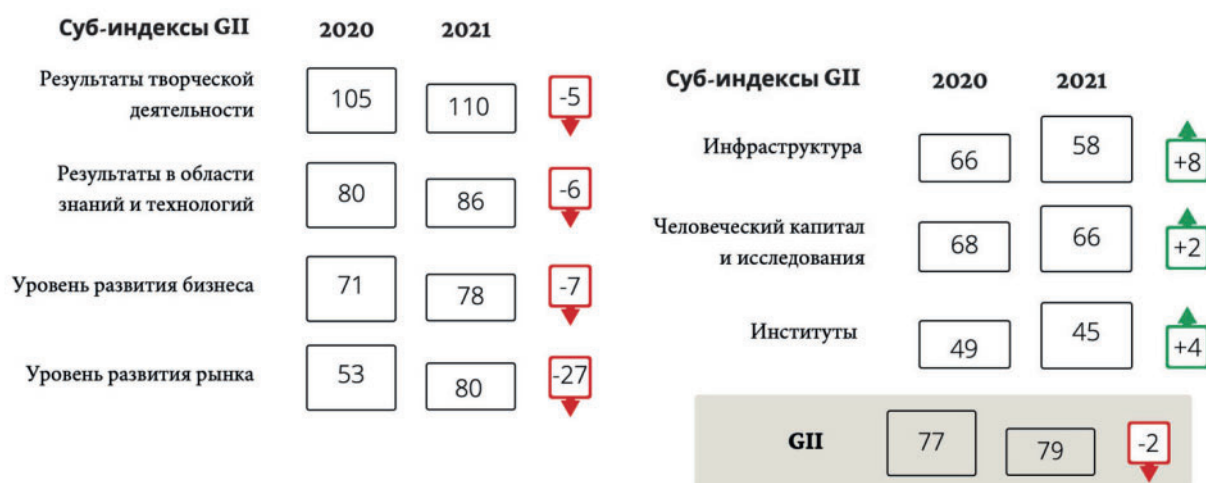 Суб-индексы GII 2020 2021
Результаты творческой
деятельности
105 110 -5
Результаты в области
знаний и технологий
80 86 -6
Уровень развития бизнеса 71 78 -7
Уровень развития рынка 53 80 -27
Суб-индексы GII 2020 2021
Инфраструктура 66 58 +8
Человеческий капитал
и исследования
68 66 +2
Институты 49 45 +4
GII 77 79 -2